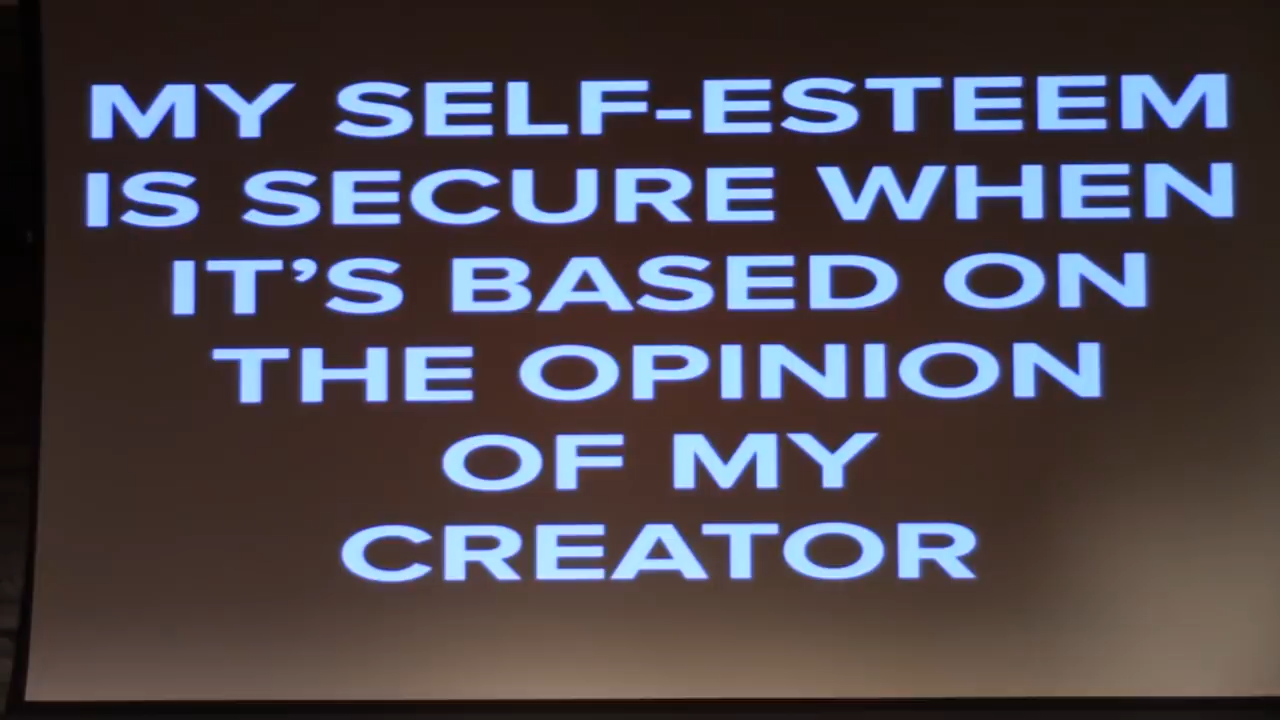 MY SELF-ESTEEM
IS SECURE WHEN
IT’S BASED ON
THE OPINION
OF MY
CREATOR